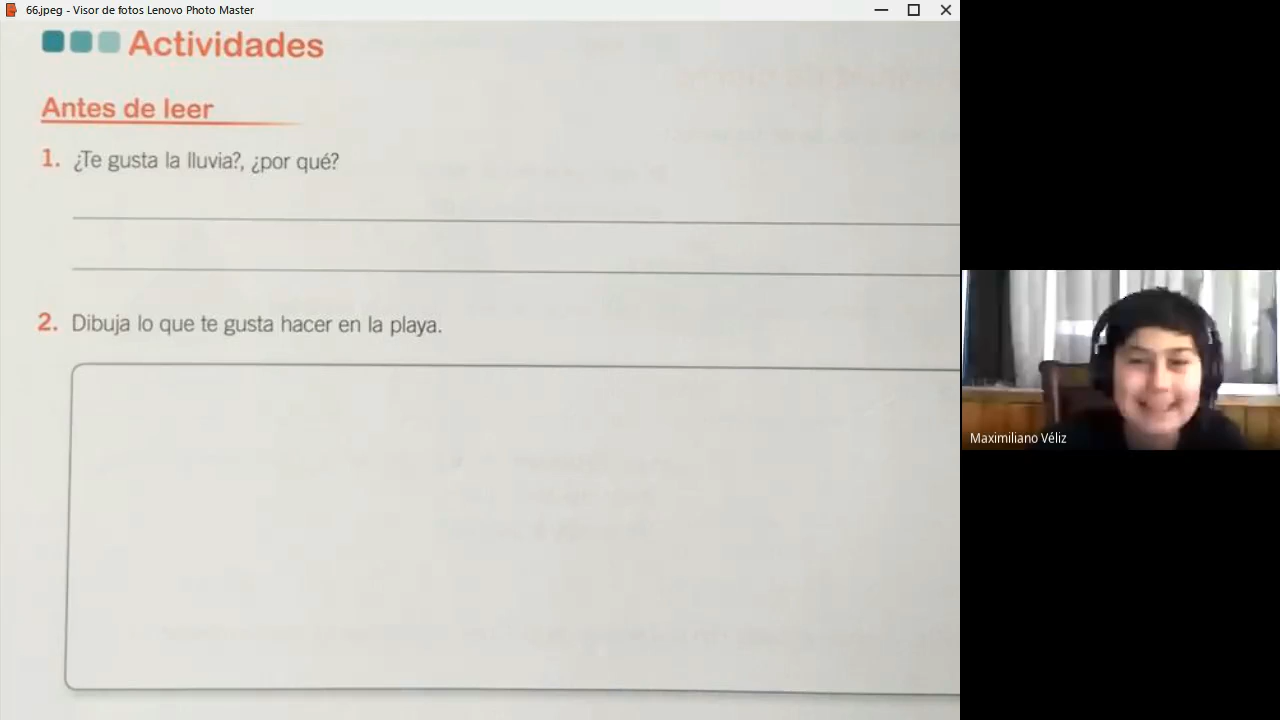 66.jpeg - Visor de fotos Lenovo Photo Master
Actividades
Antes de leer
1. ¿Te gusta la lluvia?, ¿por qué?
2. Dibuja lo que te gusta hacer en la playa.
Maximiliano Véliz